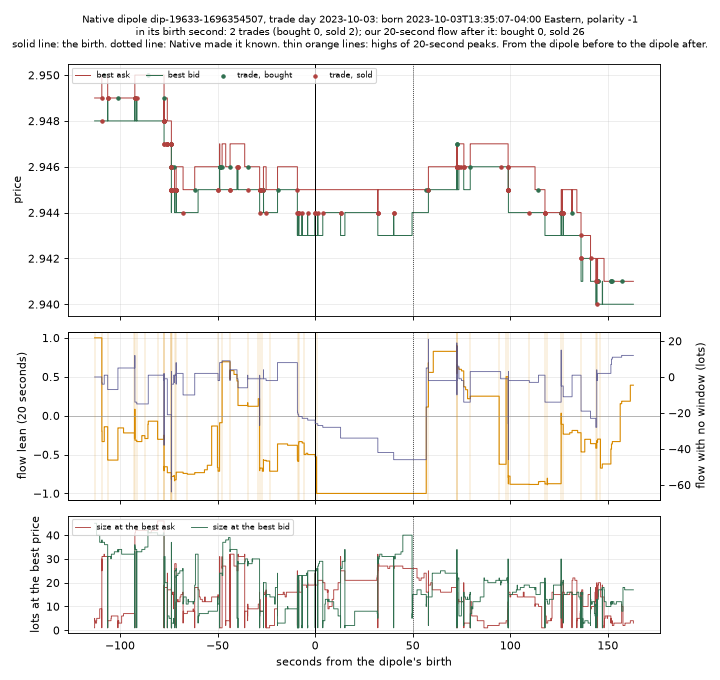 Native dipole dip-19633-1696354507, trade day 2023-10-03: born 2023-10-03T13:35:07-04:00 Eastern, polarity -1
in its birth second: 2 trades (bought 0, sold 2); our 20-second flow after it: bought 0, sold 26
solid line: the birth. dotted line: Native made it known. thin orange lines: highs of 20-second peaks. From the dipole before to the dipole after.
best ask best bid trade, bought trade, sold
2.950
2.948
2.946
2.944
2.942
2.940
price
1.0
0.5
0.0
−0.5
−1.0
flow lean (20 seconds)
20
0
−20
−40
−60
flow with no window (lots)
size at the best ask size at the best bid
40
30
20
10
0
lots at the best price
−100 −50 0 50 100 150
seconds from the dipole's birth